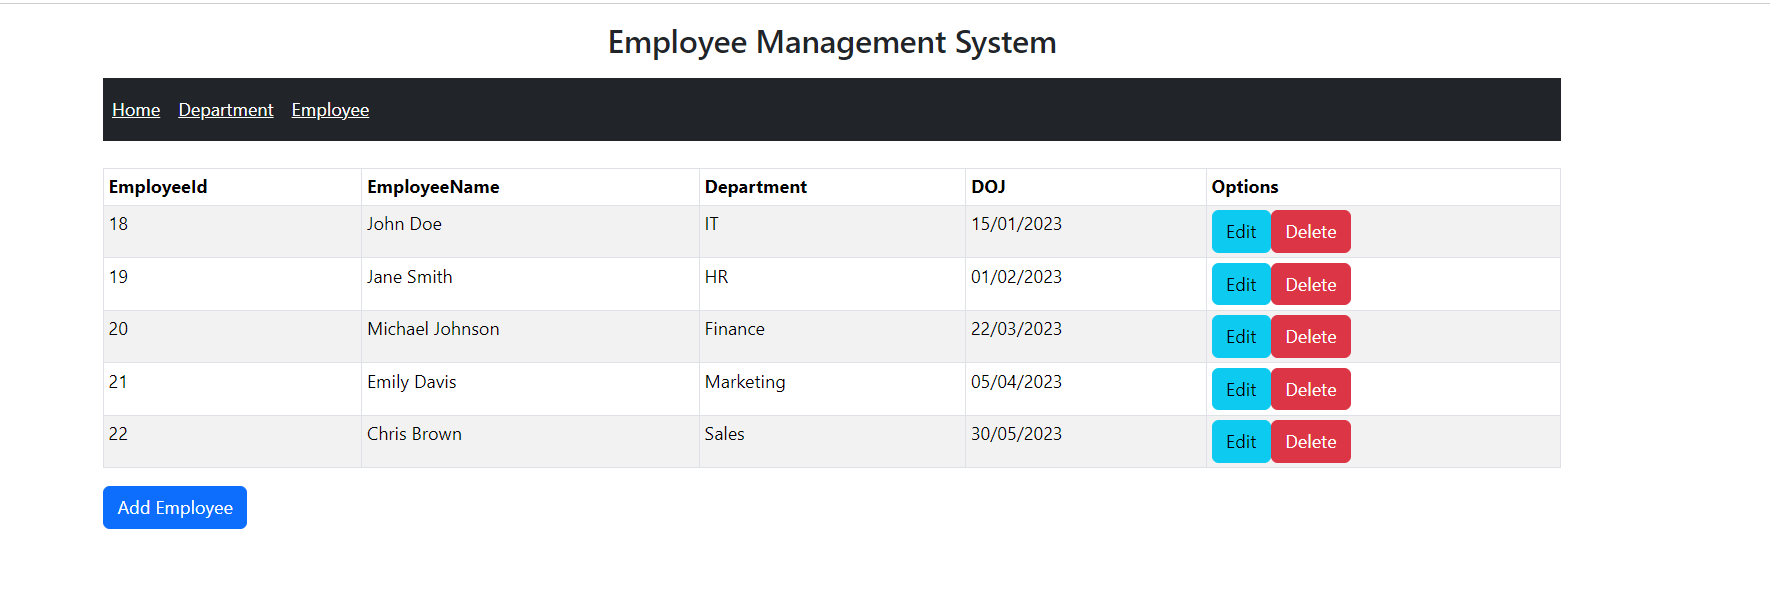 Employee Management System
Home Department Employee
EmployeeId EmployeeName Department DOJ Options
18 John Doe IT 15/01/2023 Edit Delete
19 Jane Smith HR 01/02/2023 Edit Delete
20 Michael Johnson Finance 22/03/2023 Edit Delete
21 Emily Davis Marketing 05/04/2023 Edit Delete
22 Chris Brown Sales 30/05/2023 Edit Delete
Add Employee